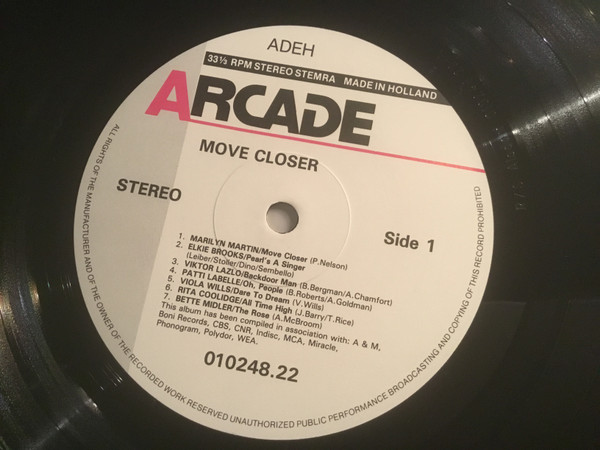 ADEH
33⅓ RPM STEREO STEMRA MADE IN HOLLAND
ARCADE
MOVE CLOSER
STEREO
Side 1
1. MARILYN MARTIN/Move Closer (P.Nelson)
2. ELKIE BROOKS/Pearl's A Singer
(Leiber/Stoller/Dino/Sembello)
3. VIKTOR LAZLO/Backdoor Man (B.Bergman/A.Chamfort)
4. PATTI LABELLE/Oh, People (B.Roberts/A.Goldman)
5. VIOLA WILLS/Dare To Dream (V.Wills)
6. RITA COOLIDGE/All Time High (J.Barry/T.Rice)
7. BETTE MIDLER/The Rose (A.McBroom)
This album has been compiled in association with: A & M,
Boni Records, CBS, CNR, Indisc, MCA, Miracle,
Phonogram, Polydor, WEA.
010248.22
ALL RIGHTS OF THE MANUFACTURER AND OF THE OWNER OF THE RECORDED WORK RESERVED UNAUTHORIZED PUBLIC PERFORMANCE BROADCASTING AND COPYING OF THIS RECORD PROHIBITED